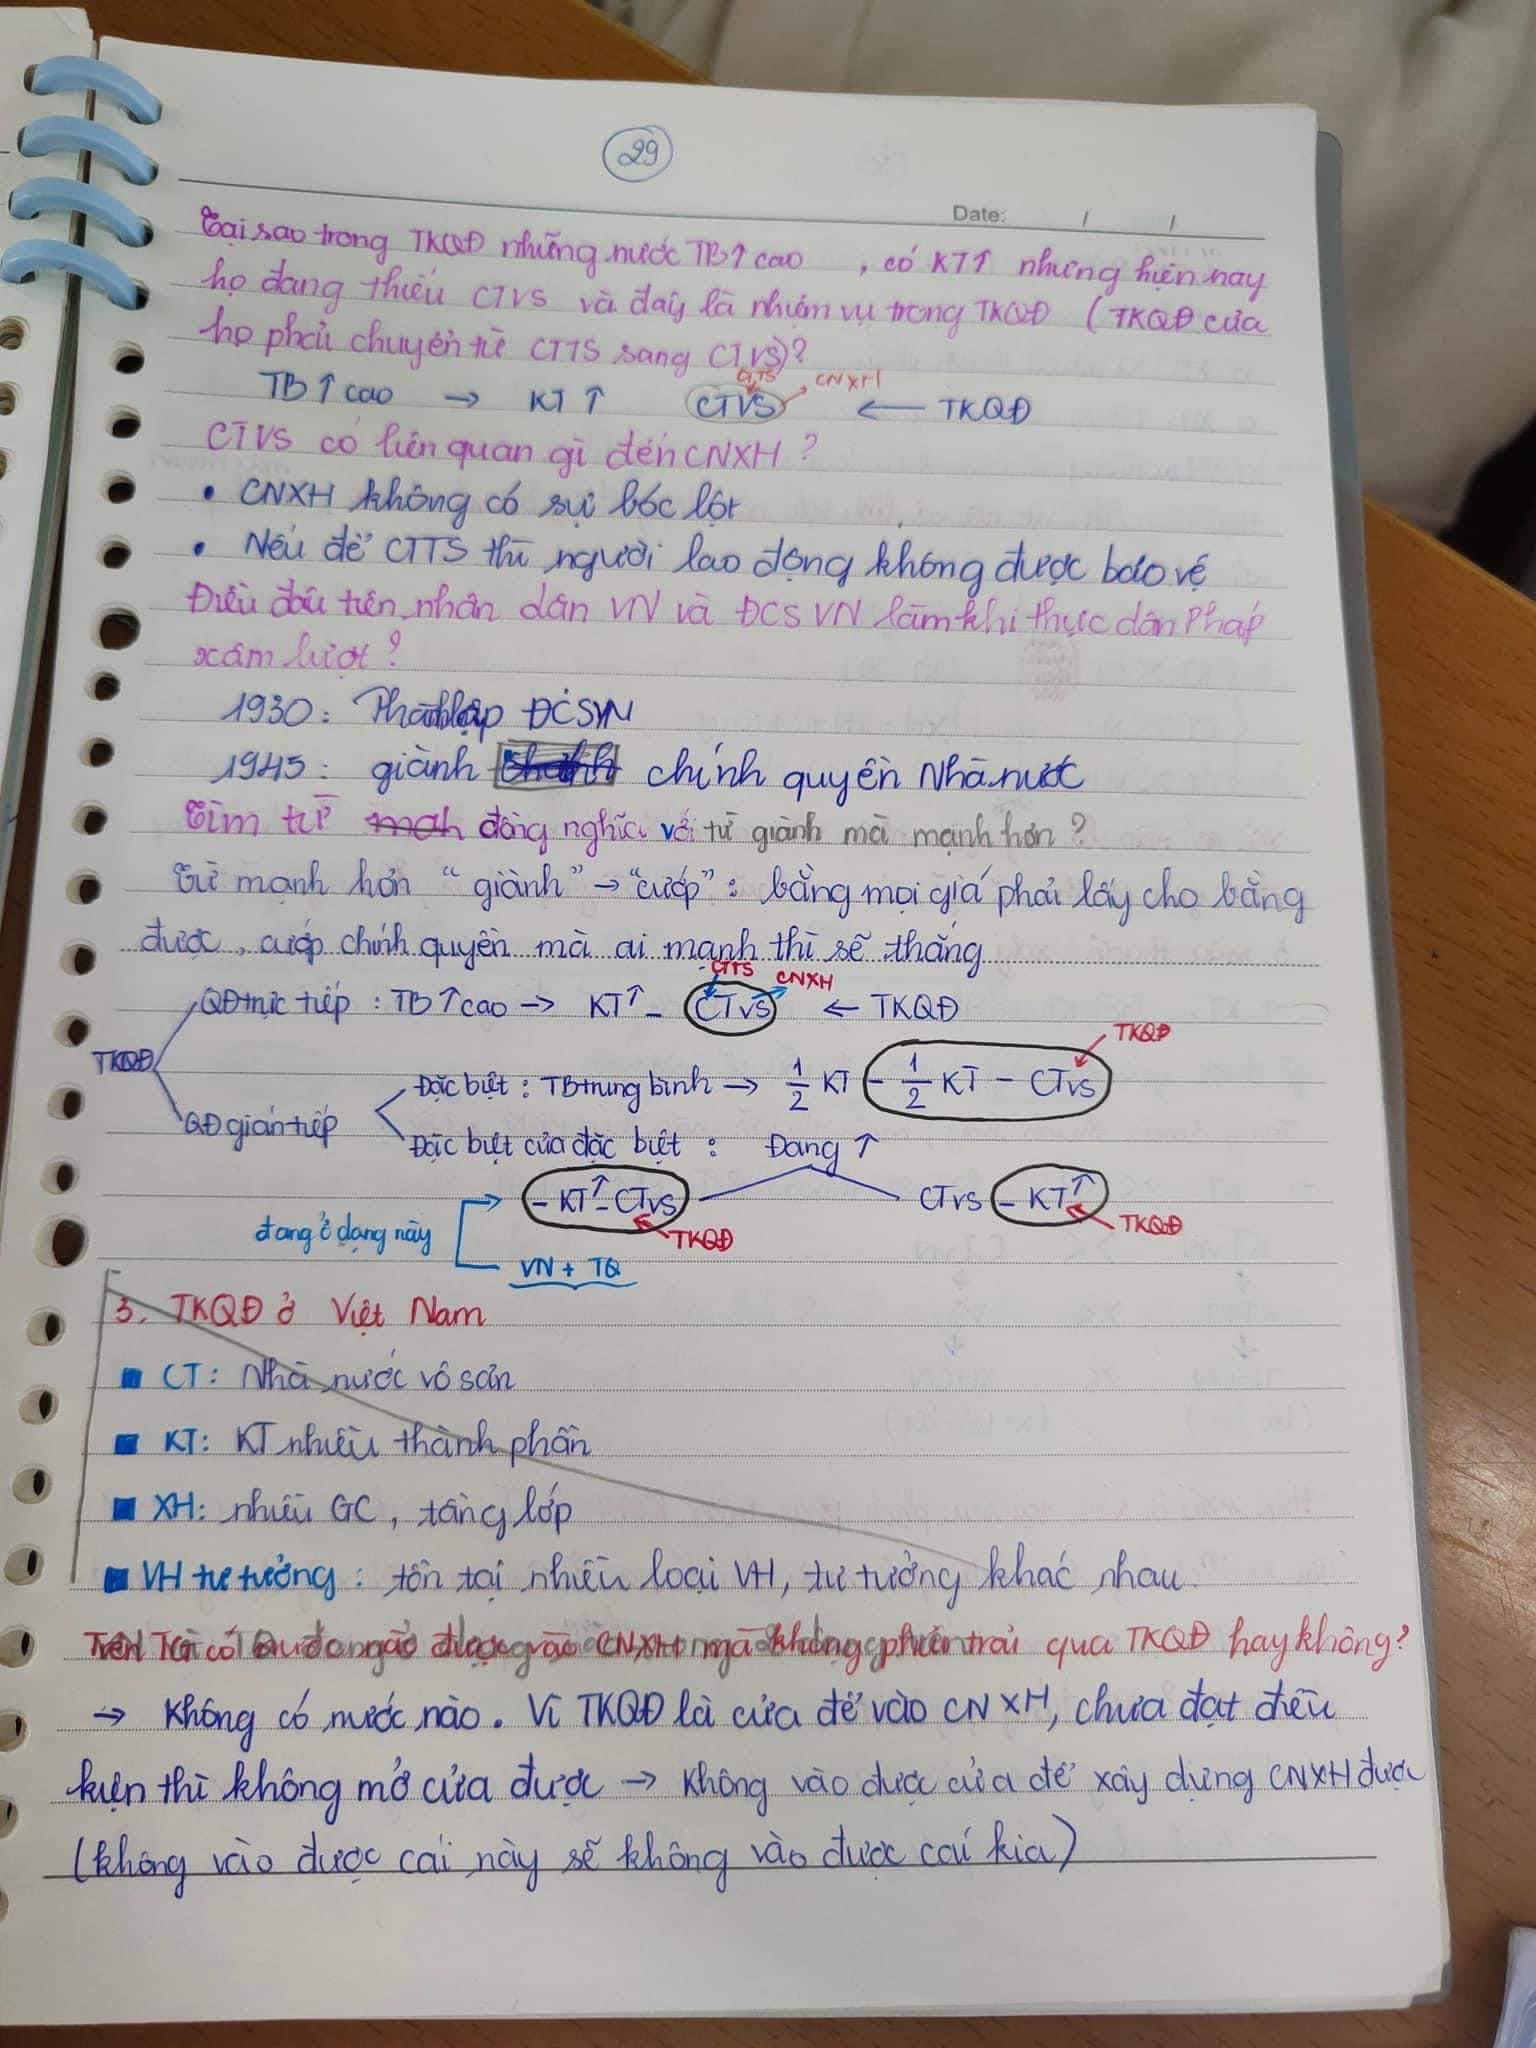 29
Date: / /
Tại sao trong TKQĐ những nước TB↑ cao , có KT↑ nhưng hiện nay
họ đang thiếu CTVS và đây là nhiệm vụ trong TKQĐ (TKQĐ của
họ phải chuyển từ CTTS sang CTVS)?
CTTS CNXH
TB↑ cao → KT↑ CTVS ← TKQĐ
CTVS có liên quan gì đến CNXH?
• CNXH không có sự bóc lột
• Nếu để CTTS thì người lao động không được bảo vệ
Điều đầu tiên nhân dân VN và ĐCSVN làm khi thực dân Pháp
xâm lượt?
1930: Thành lập ĐCSVN
1945: giành chính quyền Nhà nước
Tìm từ đồng nghĩa với từ giành mà mạnh hơn?
Từ mạnh hơn "giành" → "cướp": bằng mọi giá phải lấy cho bằng
được, cướp chính quyền mà ai mạnh thì sẽ thắng
CTTS CNXH
QĐ trực tiếp : TB↑ cao → KT↑ - CTVS ← TKQĐ
TKQĐ
TKQĐ
Đặc biệt : TB trung bình → 1/2 KT - 1/2 KT - CTVS
QĐ gián tiếp
Đặc biệt của đặc biệt : Đang ↑
- KT↑ - CTVS CTVS - KT↑
đang ở dạng này TKQĐ TKQĐ
VN + TQ
3. TKQĐ ở Việt Nam
■ CT: Nhà nước vô sản
■ KT: KT nhiều thành phần
■ XH: nhiều GC, tầng lớp
■ VH tư tưởng : tồn tại nhiều loại VH, tư tưởng khác nhau.
Trên TG có nước nào được vào CNXH mà không phải trải qua TKQĐ hay không?
→ Không có nước nào. Vì TKQĐ là cửa để vào CNXH, chưa đạt điều
kiện thì không mở cửa được → không vào được cửa để xây dựng CNXH được
(không vào được cái này sẽ không vào được cái kia)